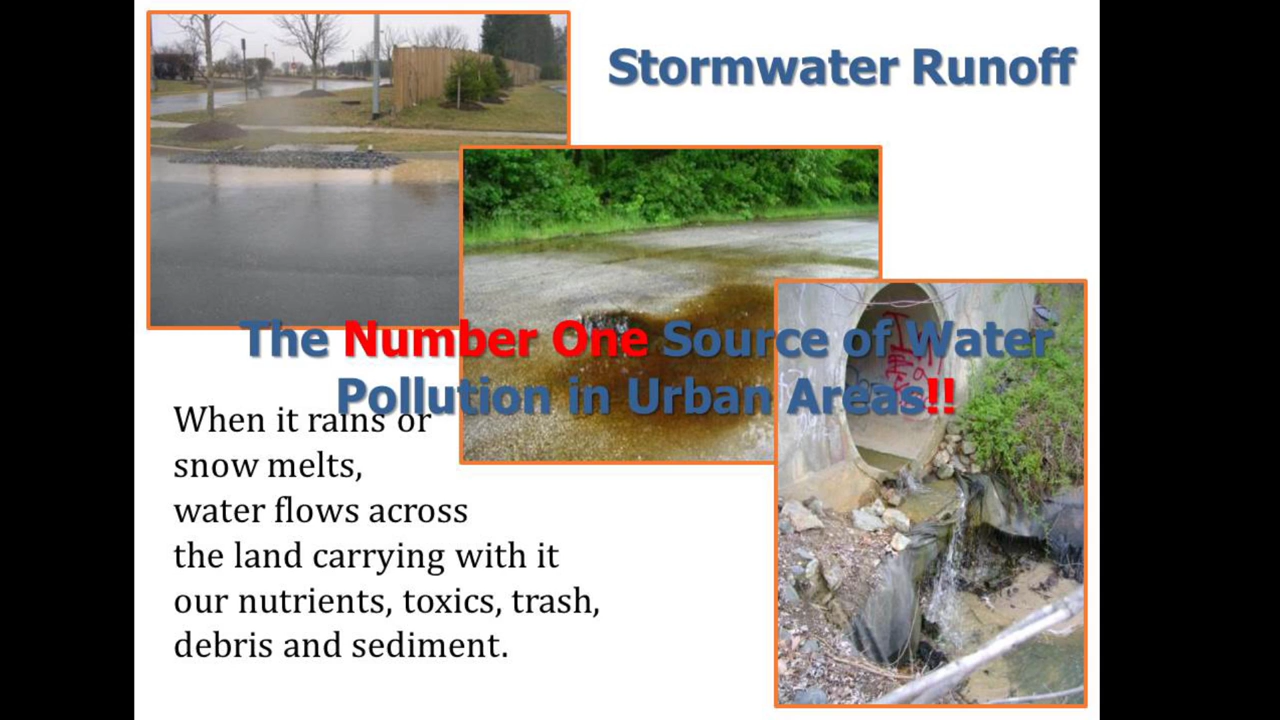 Stormwater Runoff
The Number One Source of Water
Pollution in Urban Areas!!
When it rains or
snow melts,
water flows across
the land carrying with it
our nutrients, toxics, trash,
debris and sediment.